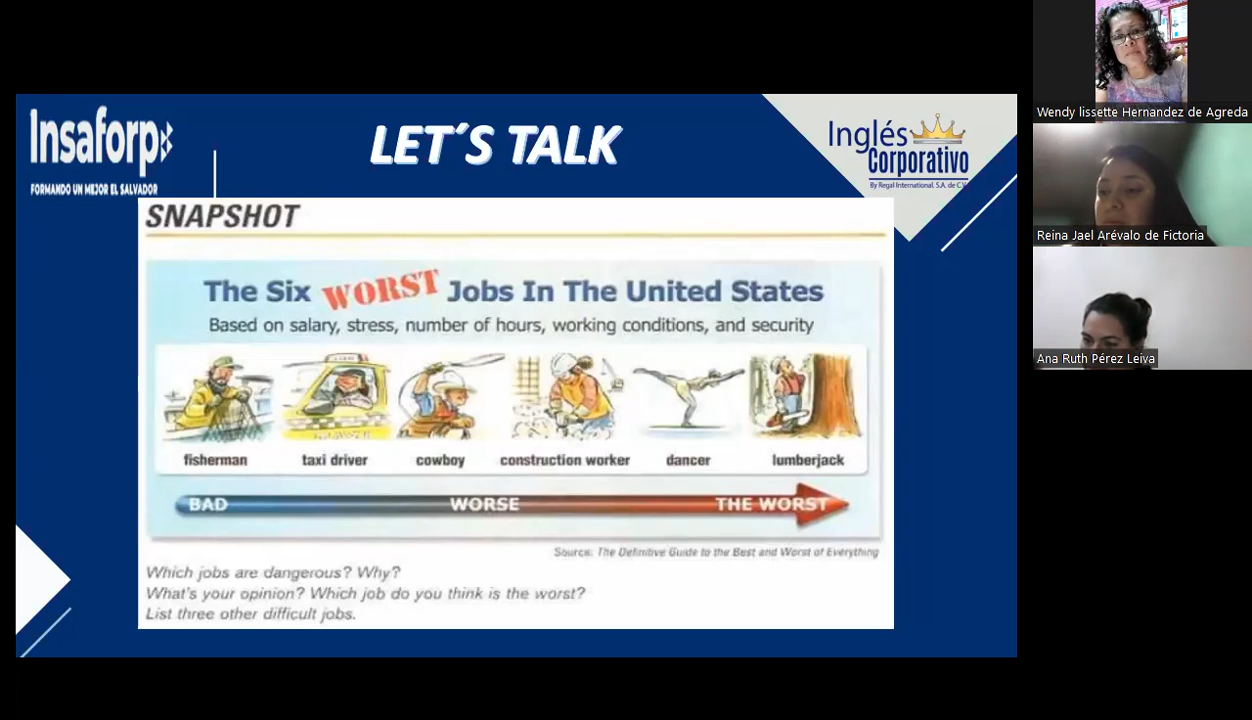 Insaforp
FORMANDO UN MEJOR EL SALVADOR
LET´S TALK
Inglés
Corporativo
By Regal International, S.A. de C.V.
SNAPSHOT
The Six WORST Jobs In The United States
Based on salary, stress, number of hours, working conditions, and security
fisherman taxi driver cowboy construction worker dancer lumberjack
BAD WORSE THE WORST
Source: The Definitive Guide to the Best and Worst of Everything
Which jobs are dangerous? Why?
What's your opinion? Which job do you think is the worst?
List three other difficult jobs.
Wendy lissette Hernandez de Agreda
Reina Jael Arévalo de Fictoria
Ana Ruth Pérez Leiva